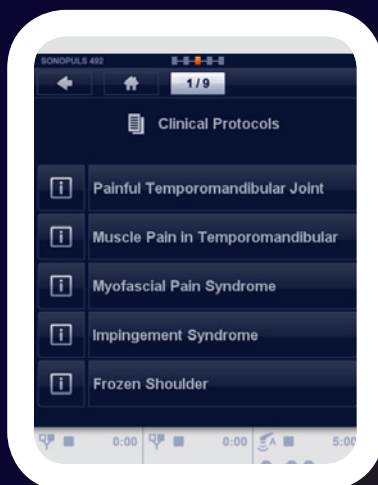 SONOPULS 492
1/9
Clinical Protocols
Painful Temporomandibular Joint
Muscle Pain in Temporomandibular
Myofascial Pain Syndrome
Impingement Syndrome
Frozen Shoulder
0:00
0:00
A
5:00